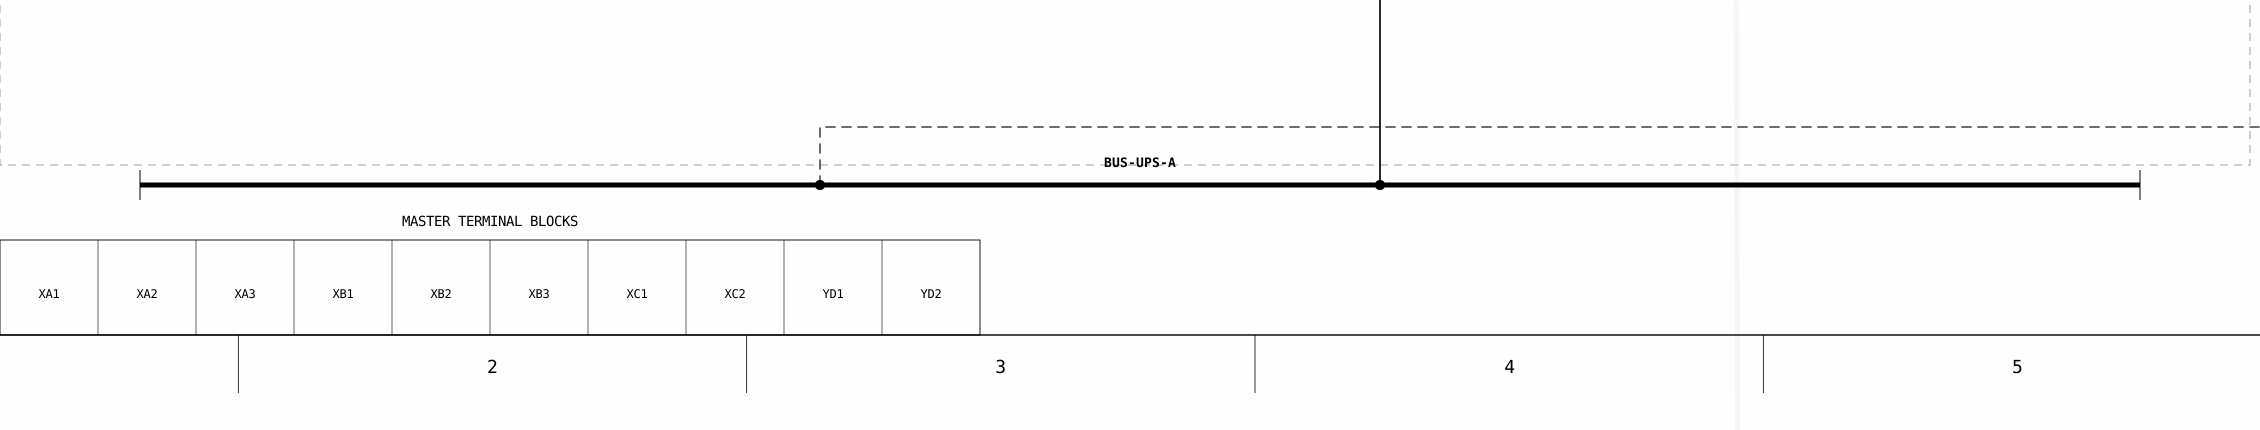 BUS-UPS-A
MASTER TERMINAL BLOCKS
XA1 XA2 XA3 XB1 XB2 XB3 XC1 XC2 YD1 YD2
2 3 4 5